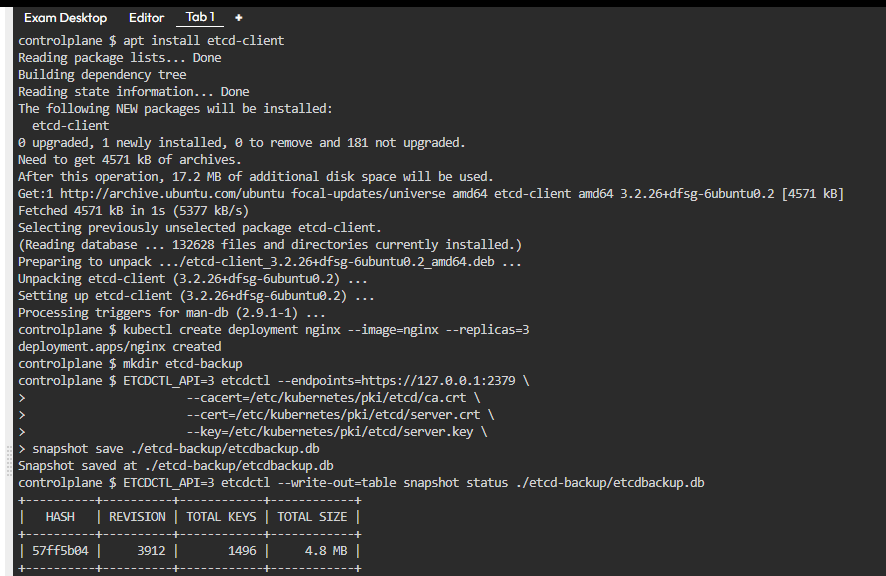 Exam Desktop Editor Tab 1 +
controlplane $ apt install etcd-client
Reading package lists... Done
Building dependency tree
Reading state information... Done
The following NEW packages will be installed:
  etcd-client
0 upgraded, 1 newly installed, 0 to remove and 181 not upgraded.
Need to get 4571 kB of archives.
After this operation, 17.2 MB of additional disk space will be used.
Get:1 http://archive.ubuntu.com/ubuntu focal-updates/universe amd64 etcd-client amd64 3.2.26+dfsg-6ubuntu0.2 [4571 kB]
Fetched 4571 kB in 1s (5377 kB/s)
Selecting previously unselected package etcd-client.
(Reading database ... 132628 files and directories currently installed.)
Preparing to unpack .../etcd-client_3.2.26+dfsg-6ubuntu0.2_amd64.deb ...
Unpacking etcd-client (3.2.26+dfsg-6ubuntu0.2) ...
Setting up etcd-client (3.2.26+dfsg-6ubuntu0.2) ...
Processing triggers for man-db (2.9.1-1) ...
controlplane $ kubectl create deployment nginx --image=nginx --replicas=3
deployment.apps/nginx created
controlplane $ mkdir etcd-backup
controlplane $ ETCDCTL_API=3 etcdctl --endpoints=https://127.0.0.1:2379 \
>                     --cacert=/etc/kubernetes/pki/etcd/ca.crt \
>                     --cert=/etc/kubernetes/pki/etcd/server.crt \
>                     --key=/etc/kubernetes/pki/etcd/server.key \
> snapshot save ./etcd-backup/etcdbackup.db
Snapshot saved at ./etcd-backup/etcdbackup.db
controlplane $ ETCDCTL_API=3 etcdctl --write-out=table snapshot status ./etcd-backup/etcdbackup.db
+----------+----------+------------+------------+
|   HASH   | REVISION | TOTAL KEYS | TOTAL SIZE |
+----------+----------+------------+------------+
| 57ff5b04 |     3912 |       1496 |     4.8 MB |
+----------+----------+------------+------------+